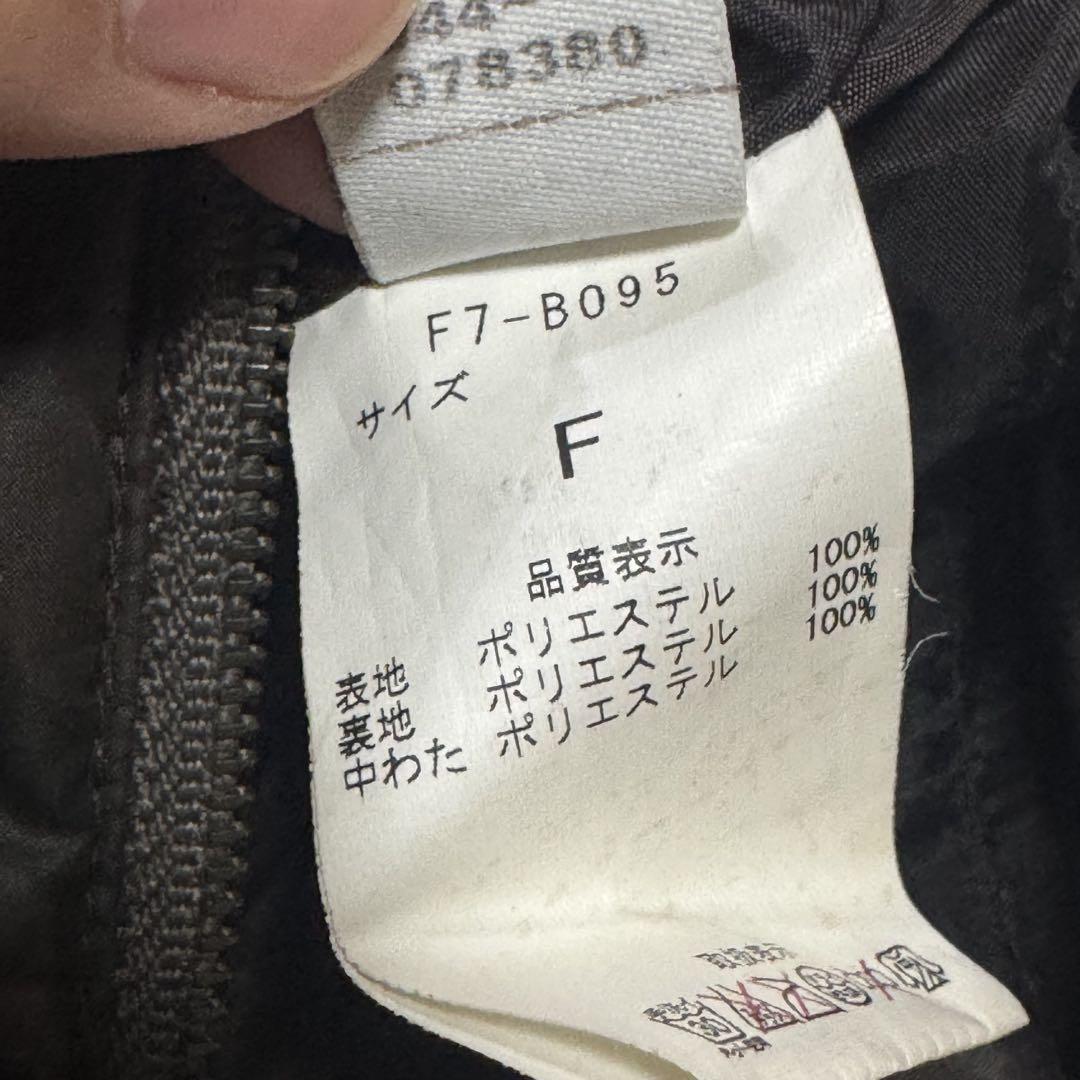 078380
F7-B095
サイズ
F
品質表示
表地 ポリエステル 100%
裏地 ポリエステル 100%
中わた ポリエステル 100%